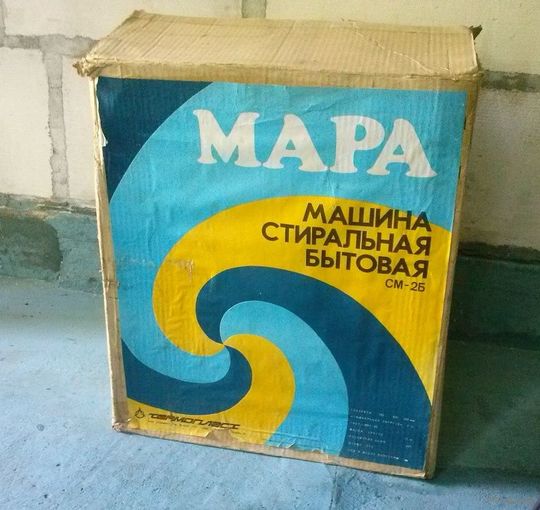 МАРА
МАШИНА
СТИРАЛЬНАЯ
БЫТОВАЯ
СМ-2Б
ТЕРМОПЛАСТ